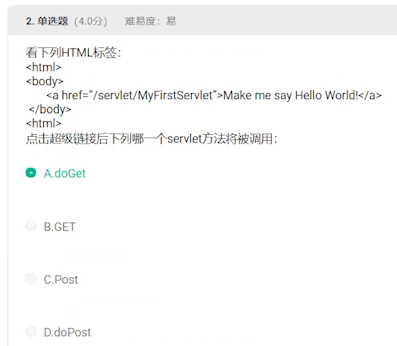 2. 单选题 (4.0分) 难易度：易
看下列HTML标签：
<html>
<body>
<a href="/servlet/MyFirstServlet">Make me say Hello World!</a>
</body>
<html>
点击超级链接后下列哪一个servlet方法将被调用：
A.doGet
B.GET
C.Post
D.doPost